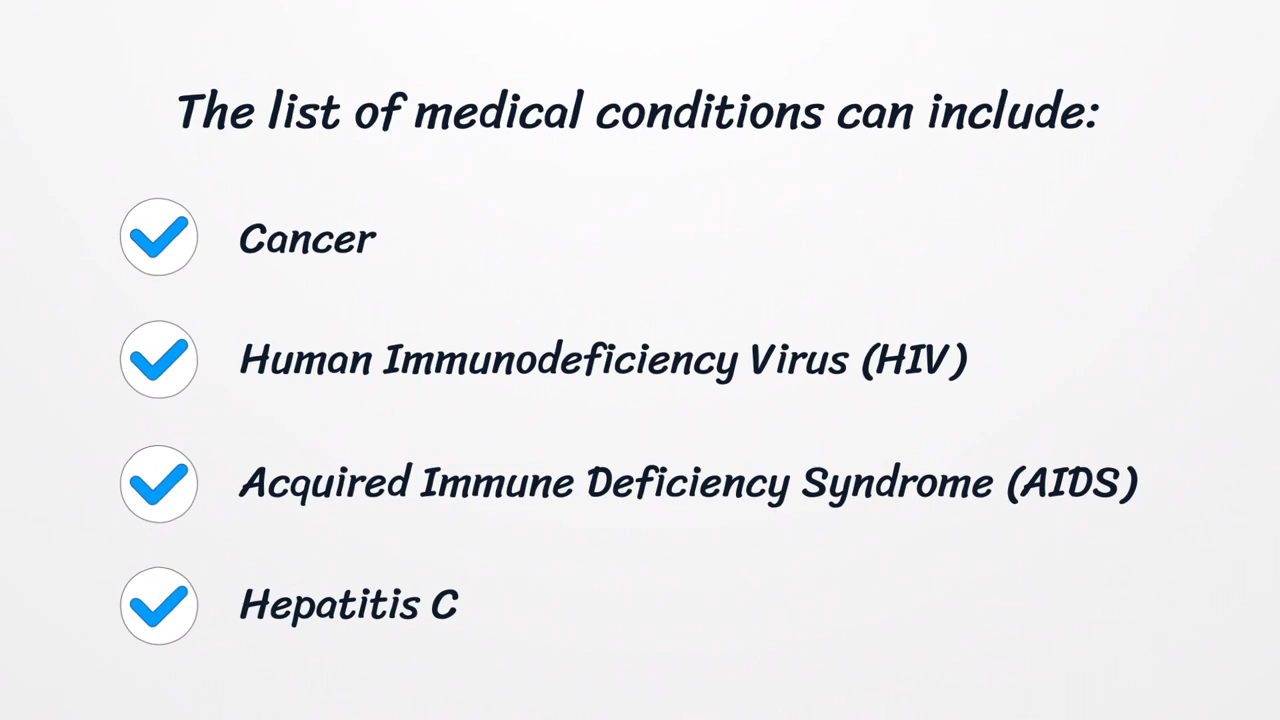 The list of medical conditions can include:
Cancer
Human Immunodeficiency Virus (HIV)
Acquired Immune Deficiency Syndrome (AIDS)
Hepatitis C